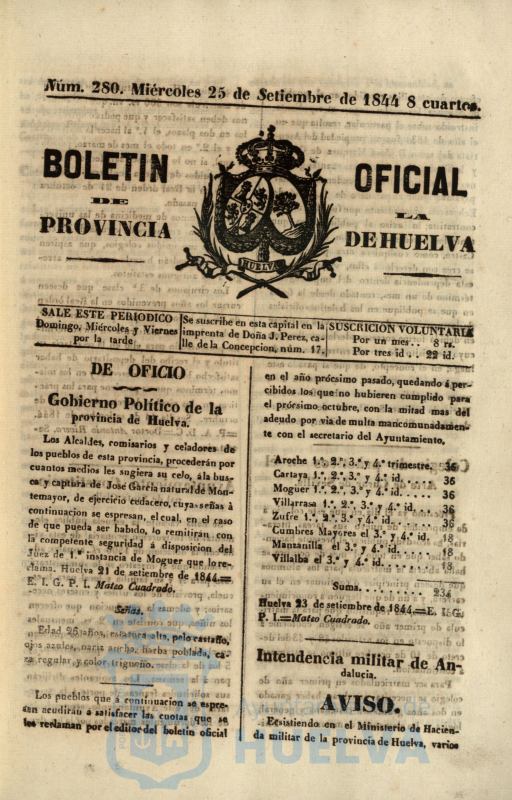 Núm. 280. Miércoles 25 de Setiembre de 1844 8 cuartos.
BOLETIN OFICIAL
DE LA
PROVINCIA DE HUELVA
HUELVA
SALE ESTE PERIODICO
Domingo, Miércoles y Viernes
por la tarde
Se suscribe en esta capital en la
imprenta de Doña J. Perez, ca-
lle de la Concepcion, núm. 17.
SUSCRICION VOLUNTARIA
Por un mes.. 8 rs.
Por tres id.. 22 id.
DE OFICIO
Gobierno Político de la
provincia de Huelva.
Los Alcaldes, comisarios y celadores de
los pueblos de esta provincia, procederán por
cuantos medios les sugiera su celo, á la bus-
ca y captura de José Garcia natural de Mon-
temayor, de ejercicio cedacero, cuyas señas á
continuacion se espresan, el cual, en el caso
de que pueda ser habido, lo remitirán con
la competente seguridad á disposicion del
Juez de 1.ª instancia de Moguer que lo re-
clama. Huelva 21 de setiembre de 1844.=
E. I. G. P. I. Mateo Cuadrado.
Señas.
Edad 26 años, estatura alta, pelo castaño,
ojos azules, nariz ancha, barba poblada, ca-
ra regular, y color trigueño.
Los pueblos que á continuacion se espre-
san acudirán á satisfacer las cuotas que se
les reclaman por el editor del boletin oficial
en el año prócsimo pasado, quedando á per-
cibidos los que no hubieren cumplido para
el prócsimo octubre, con la mitad mas del
adeudo por via de multa mancomunadamen-
te con el secretario del Ayuntamiento.
Aroche 1.º, 2.º, 3.º y 4.º trimestre. 36
Cartaya 1.º, 2.º, 3.º y 4.º id..... 36
Moguer 1.º, 2.º, 3.º y 4.º id..... 36
Villarrasa 1.º, 2.º, 3.º y 4.º id..... 36
Zufre 1.º, 2.º, 3.º y 4.º id..... 36
Cumbres Mayores el 3.º y 4.º id. 18
Manzanilla el 3.º y 4.º id...... 18
Villalba el 3.º y 4.º id...... 18
Suma........ 234
Huelva 23 de setiembre de 1844.=E. I. G.
P. I.=Mateo Cuadrado.
Intendencia militar de An-
dalucia.
AVISO.
Ecsistiendo en el Ministerio de Hacien-
da militar de la provincia de Huelva, varios
Ayuntamiento de
HUELVA